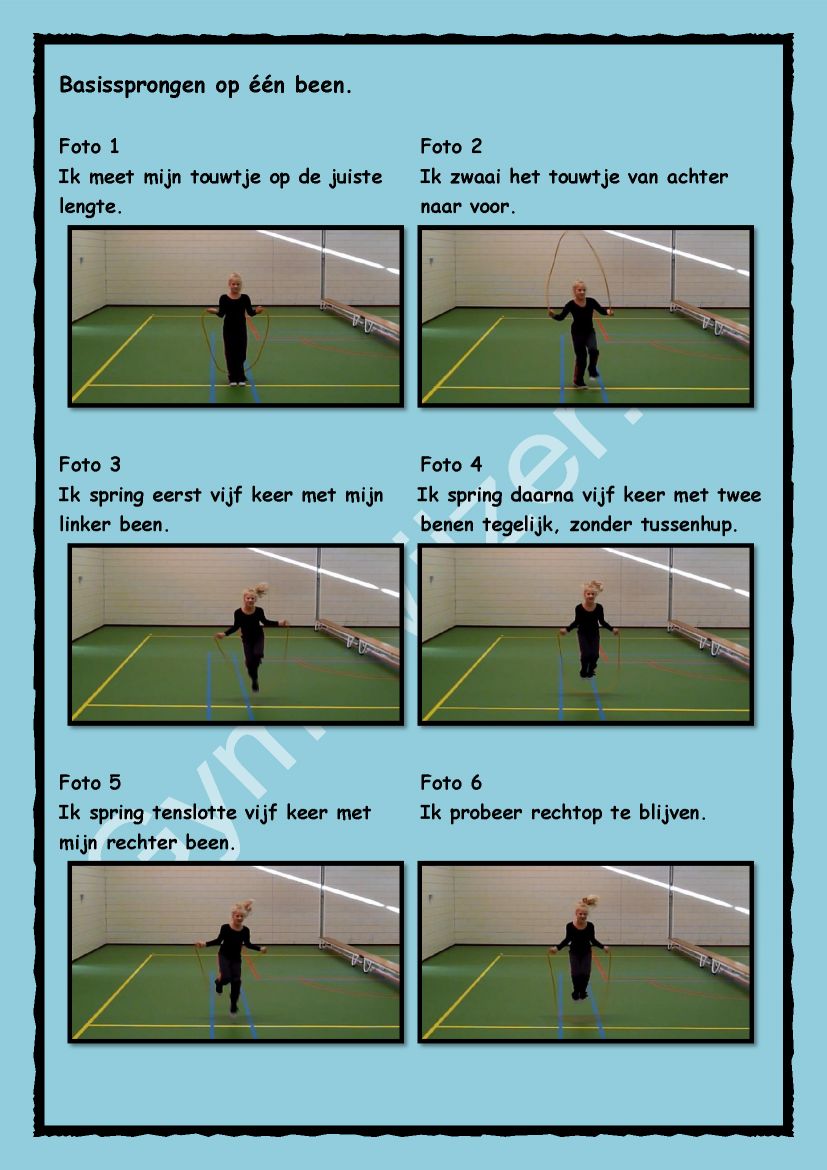 Basissprongen op één been.
Foto 1
Ik meet mijn touwtje op de juiste
lengte.
Foto 2
Ik zwaai het touwtje van achter
naar voor.
Foto 3
Ik spring eerst vijf keer met mijn
linker been.
Foto 4
Ik spring daarna vijf keer met twee
benen tegelijk, zonder tussenhup.
Foto 5
Ik spring tenslotte vijf keer met
mijn rechter been.
Foto 6
Ik probeer rechtop te blijven.